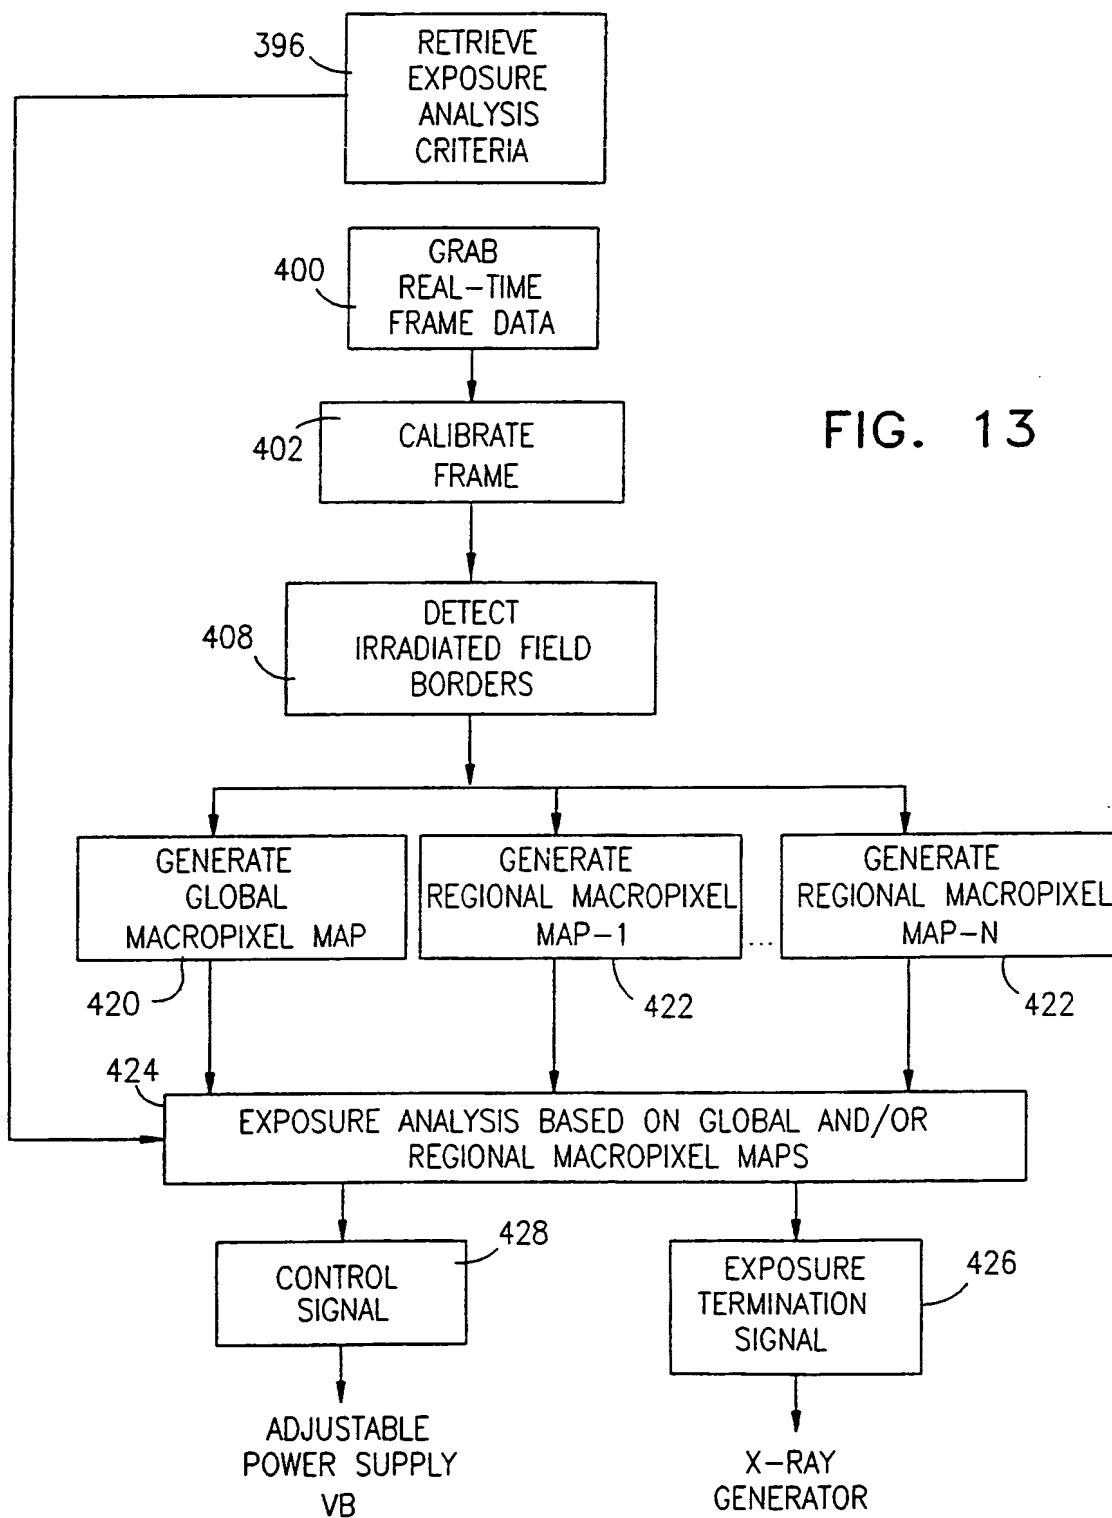 396
RETRIEVE
EXPOSURE
ANALYSIS
CRITERIA
400
GRAB
REAL-TIME
FRAME DATA
402
CALIBRATE
FRAME
FIG. 13
408
DETECT
IRRADIATED FIELD
BORDERS
GENERATE
GLOBAL
MACROPIXEL MAP
420
GENERATE
REGIONAL MACROPIXEL
MAP-1
422
...
GENERATE
REGIONAL MACROPIXEL
MAP-N
422
424
EXPOSURE ANALYSIS BASED ON GLOBAL AND/OR
REGIONAL MACROPIXEL MAPS
428
CONTROL
SIGNAL
426
EXPOSURE
TERMINATION
SIGNAL
ADJUSTABLE
POWER SUPPLY
VB
X-RAY
GENERATOR